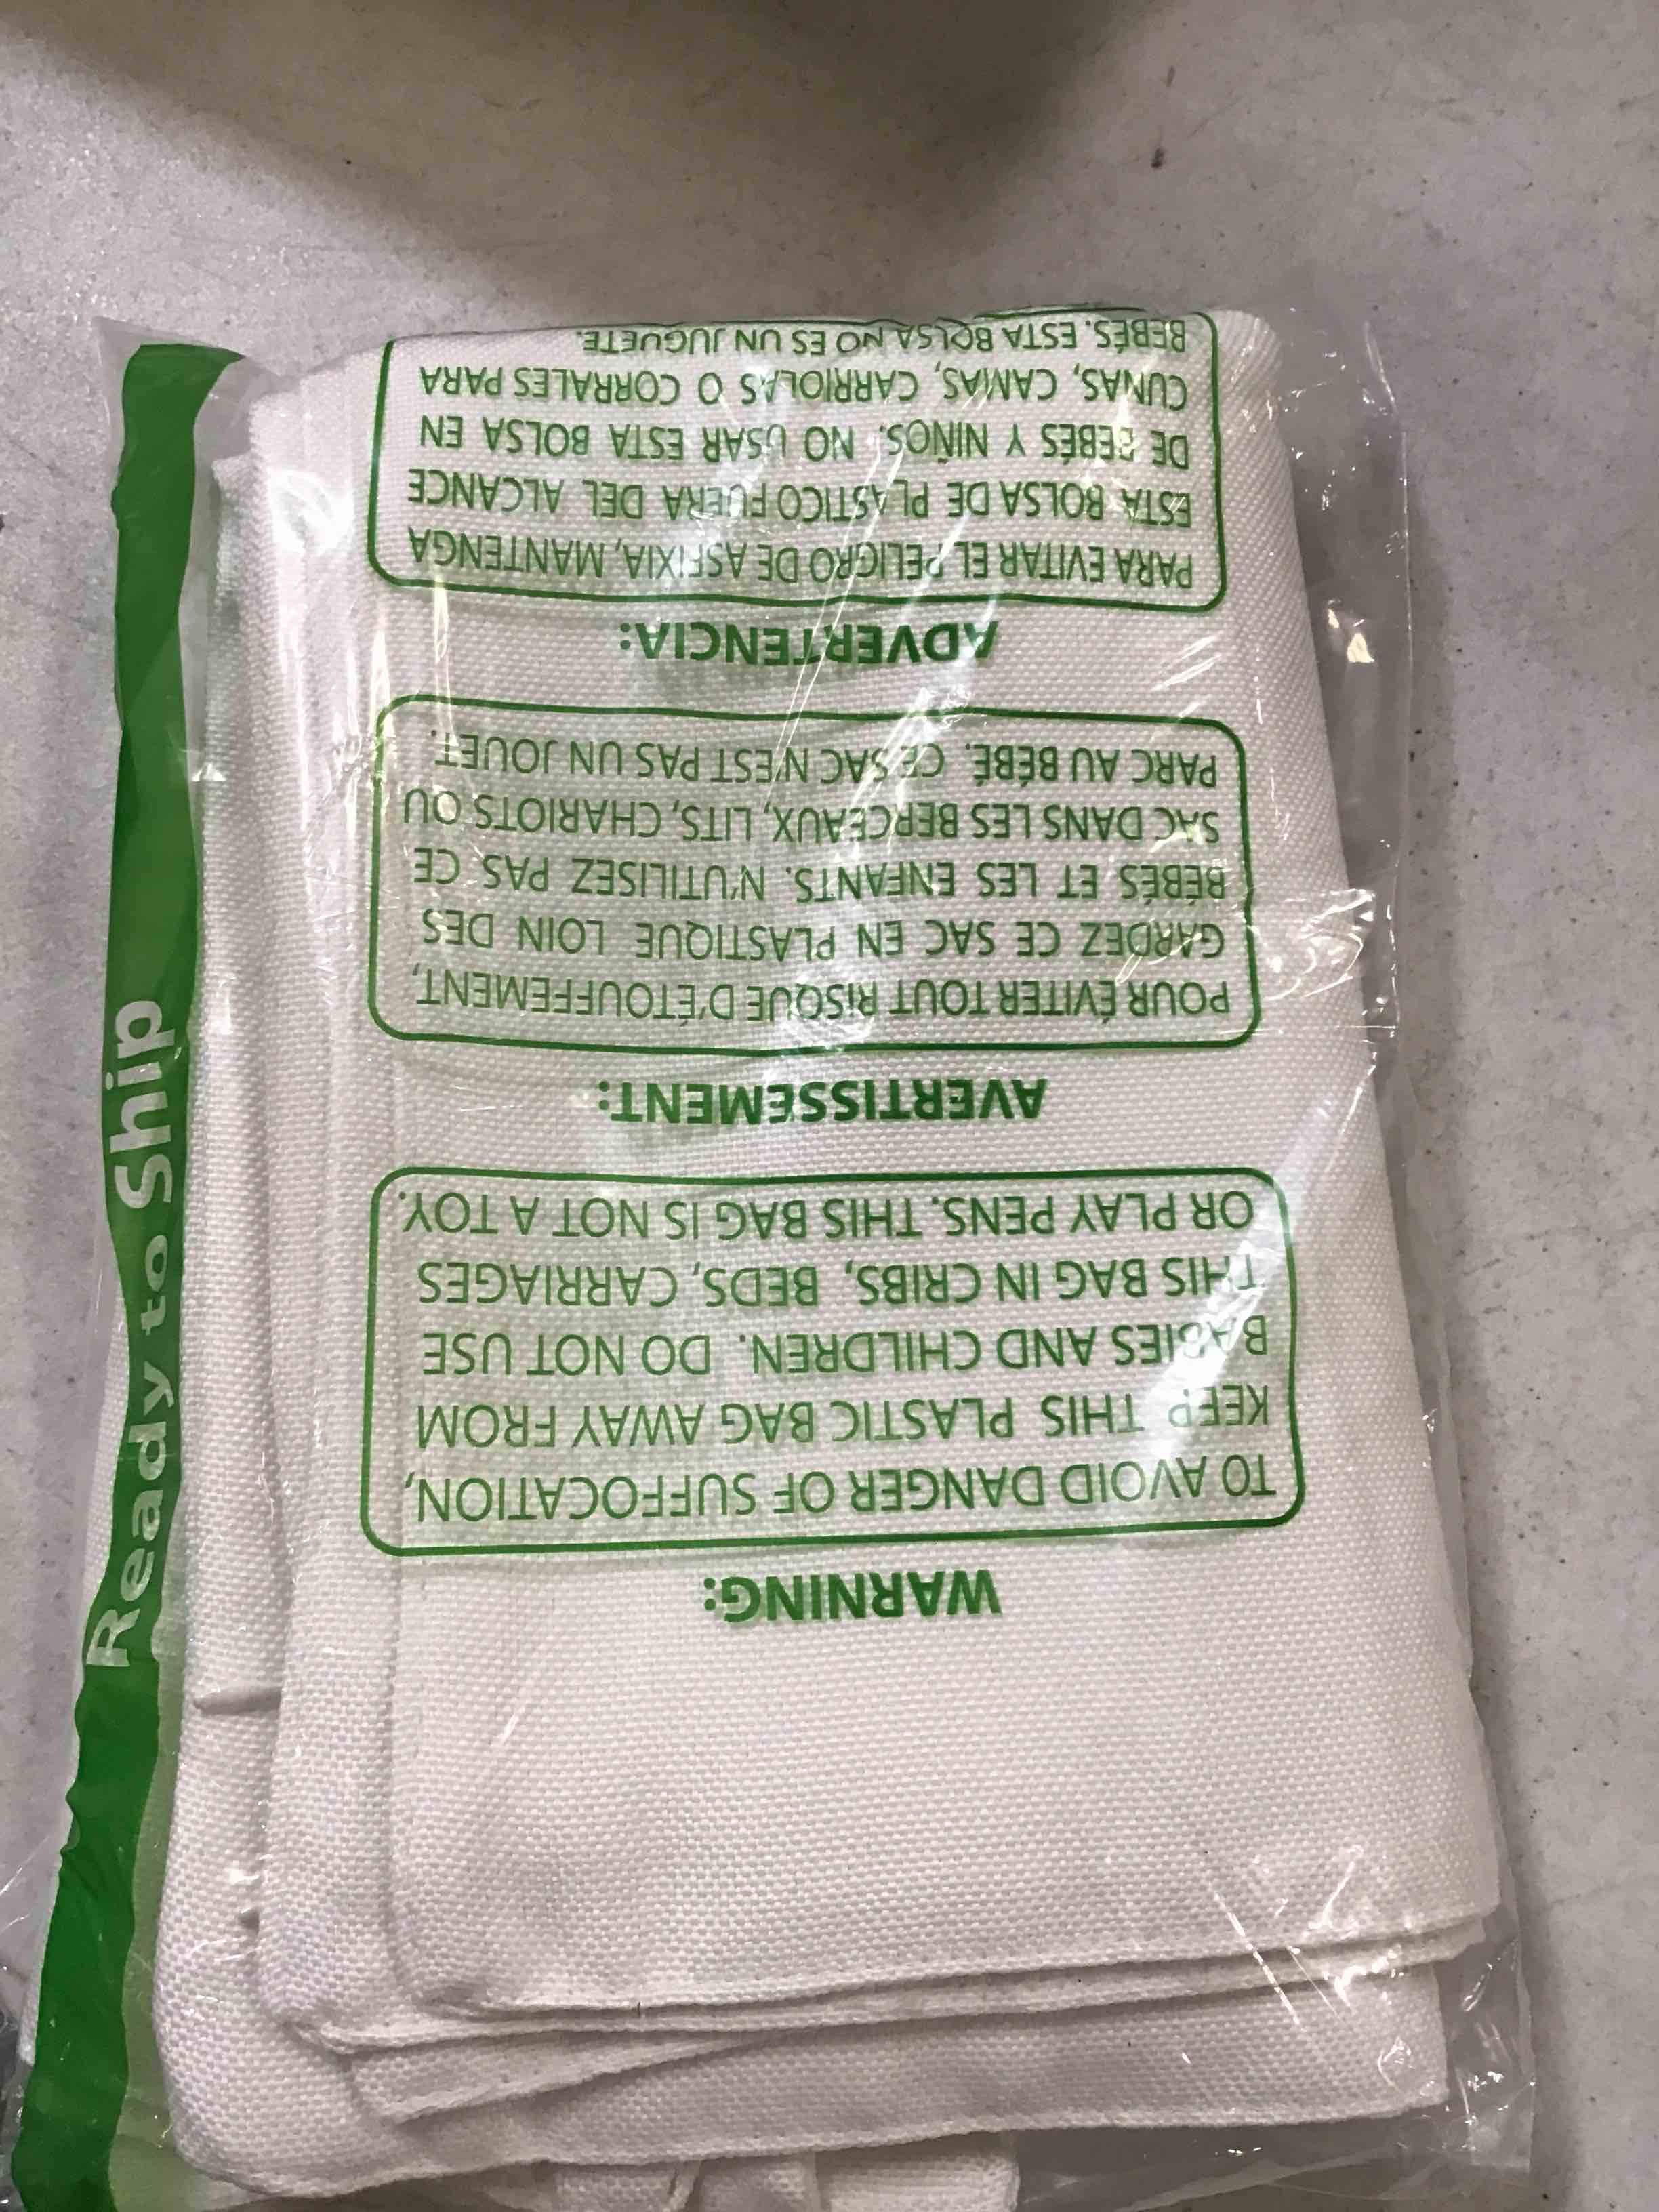 WARNING:
TO AVOID DANGER OF SUFFOCATION,
KEEP THIS PLASTIC BAG AWAY FROM
BABIES AND CHILDREN. DO NOT USE
THIS BAG IN CRIBS, BEDS, CARRIAGES
OR PLAY PENS. THIS BAG IS NOT A TOY.
AVERTISSEMENT:
POUR ÉVITER TOUT RISQUE D'ÉTOUFFEMENT,
GARDEZ CE SAC EN PLASTIQUE LOIN DES
BÉBÉS ET LES ENFANTS. N'UTILISEZ PAS CE
SAC DANS LES BERCEAUX, LITS, CHARIOTS OU
PARC AU BÉBÉ. CE SAC N'EST PAS UN JOUET.
ADVERTENCIA:
PARA EVITAR EL PELIGRO DE ASFIXIA, MANTENGA
ESTA BOLSA DE PLASTICO FUERA DEL ALCANCE
DE BEBÉS Y NIÑOS. NO USAR ESTA BOLSA EN
CUNAS, CAMAS, CARRIOLAS O CORRALES PARA
BEBÉS. ESTA BOLSA NO ES UN JUGUETE.
Ready to Ship